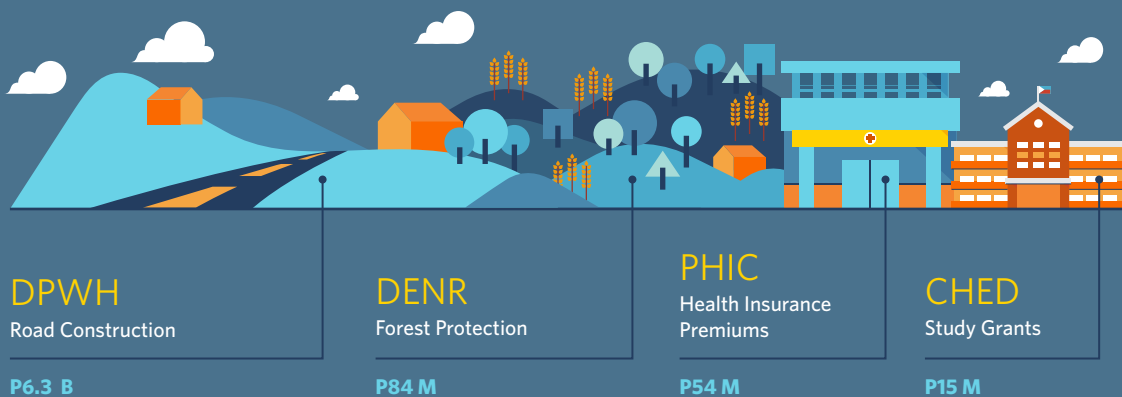 DPWH
Road Construction
P6.3 B
DENR
Forest Protection
P84 M
PHIC
Health Insurance
Premiums
P54 M
CHED
Study Grants
P15 M